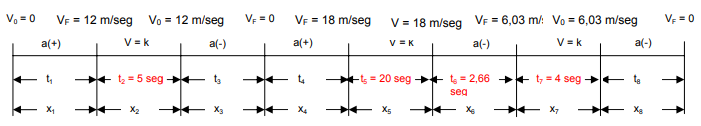 V₀ = 0 V_F = 12 m/seg V₀ = 12 m/seg V_F = 0 V_F = 18 m/seg V = 18 m/seg V_F = 6,03 m/s V₀ = 6,03 m/seg V_F = 0
a(+) V = k a(-) a(+) V = K a(-) V = k a(-)
t₁ t₂ = 5 seg t₃ t₄ t₅ = 20 seg t₆ = 2,66 t₇ = 4 seg t₈
seg
x₁ x₂ x₃ x₄ x₅ x₆ x₇ x₈